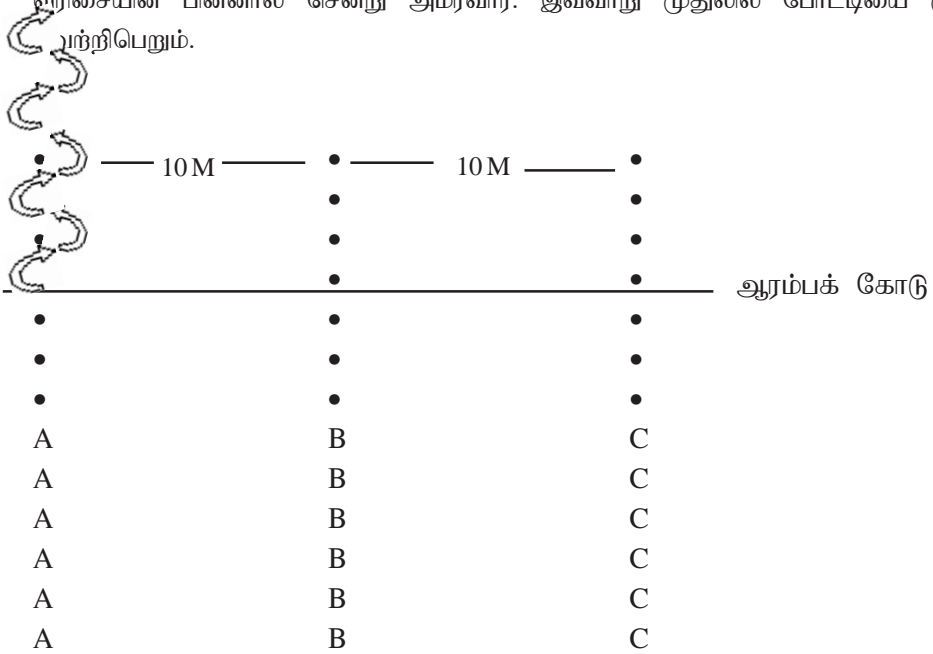 பின்னால் சென்று அமர்வார். இவ்வாறு முதலில் போட்டியை
10 M 10 M
ஆரம்பக் கோடு
A B C
A B C
A B C
A B C
A B C
A B C